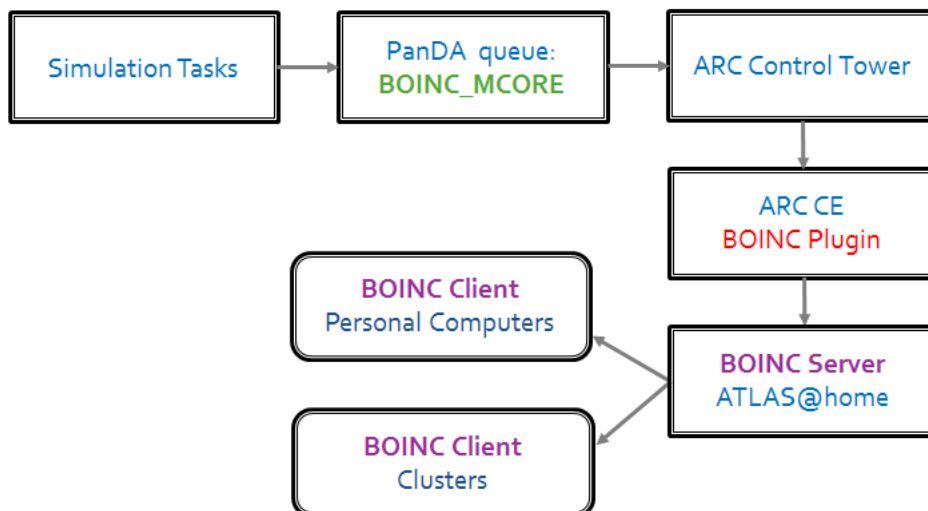 Simulation Tasks
PanDA queue:
BOINC_MCORE
ARC Control Tower
ARC CE
BOINC Plugin
BOINC Client
Personal Computers
BOINC Server
ATLAS@home
BOINC Client
Clusters